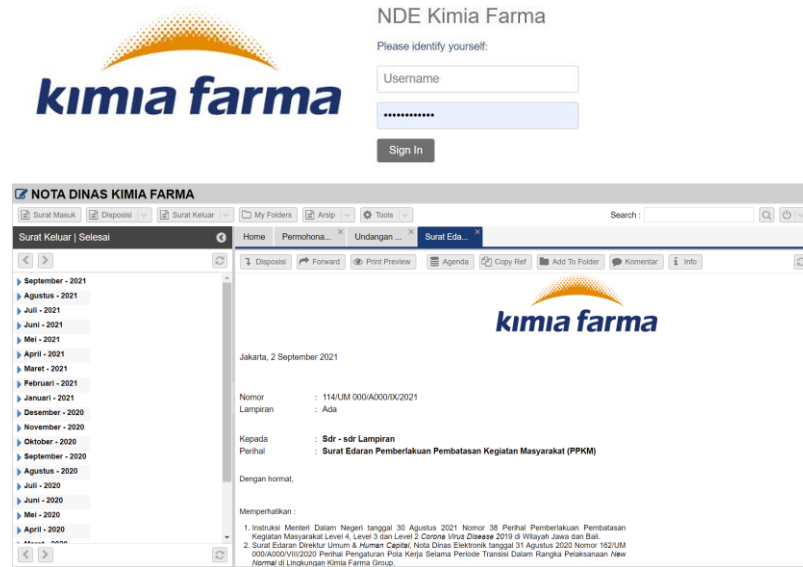 kimia farma
NDE Kimia Farma
Please identify yourself:
Username
••••••••••••
Sign In
NOTA DINAS KIMIA FARMA
Surat Masuk Disposisi Surat Keluar My Folders Arsip Tools Search :
Surat Keluar | Selesai
Home Permohona... × Undangan ... × Surat Eda... ×
Disposisi Forward Print Preview Agenda Copy Ref Add To Folder Komentar Info
September - 2021
Agustus - 2021
Juli - 2021
Juni - 2021
Mei - 2021
April - 2021
Maret - 2021
Februari - 2021
Januari - 2021
Desember - 2020
November - 2020
Oktober - 2020
September - 2020
Agustus - 2020
Juli - 2020
Juni - 2020
Mei - 2020
April - 2020
Maret - 2020
kimia farma
Jakarta, 2 September 2021
Nomor : 114/UM 000/A000/IX/2021
Lampiran : Ada
Kepada : Sdr - sdr Lampiran
Perihal : Surat Edaran Pemberlakuan Pembatasan Kegiatan Masyarakat (PPKM)
Dengan hormat,
Memperhatikan :
1. Instruksi Menteri Dalam Negeri tanggal 30 Agustus 2021 Nomor 38 Perihal Pemberlakuan Pembatasan
Kegiatan Masyarakat Level 4, Level 3 dan Level 2 Corona Virus Disease 2019 di Wilayah Jawa dan Bali.
2. Surat Edaran Direktur Umum & Human Capital, Nota Dinas Elektronik tanggal 31 Agustus 2020 Nomor 162/UM
000/A000/VIII/2020 Perihal Pengaturan Pola Kerja Selama Periode Transisi Dalam Rangka Pelaksanaan New
Normal di Lingkungan Kimia Farma Group.